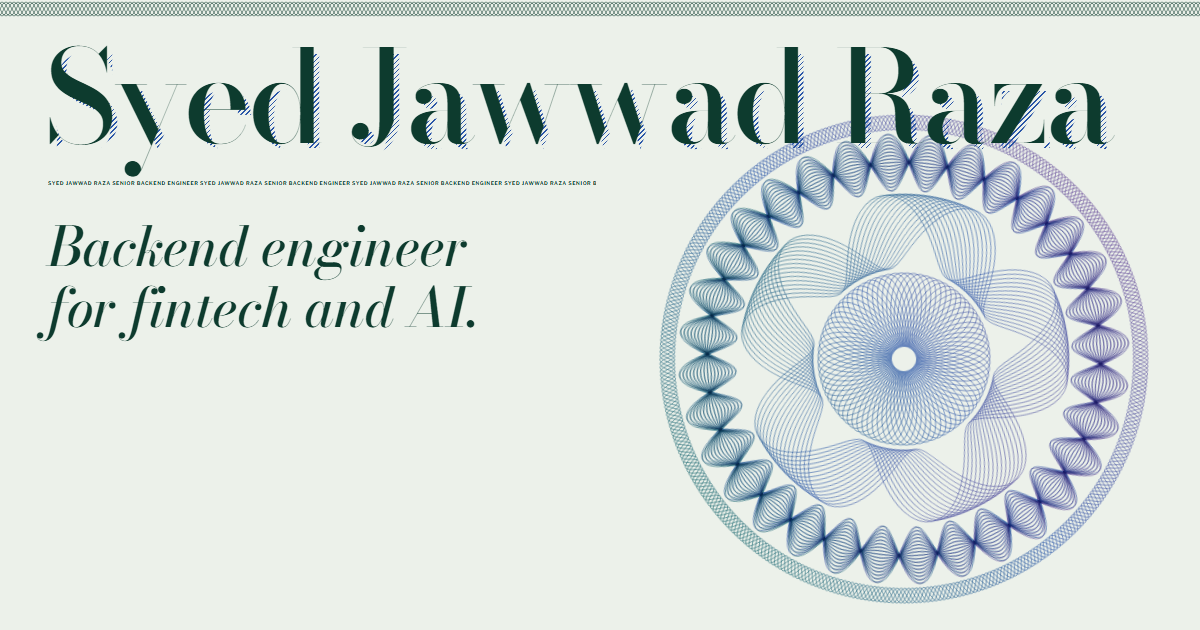 Syed Jawwad Raza
SYED JAWWAD RAZA SENIOR BACKEND ENGINEER SYED JAWWAD RAZA SENIOR BACKEND ENGINEER SYED JAWWAD RAZA SENIOR BACKEND ENGINEER SYED JAWWAD RAZA SENIOR B
Backend engineer
for fintech and AI.